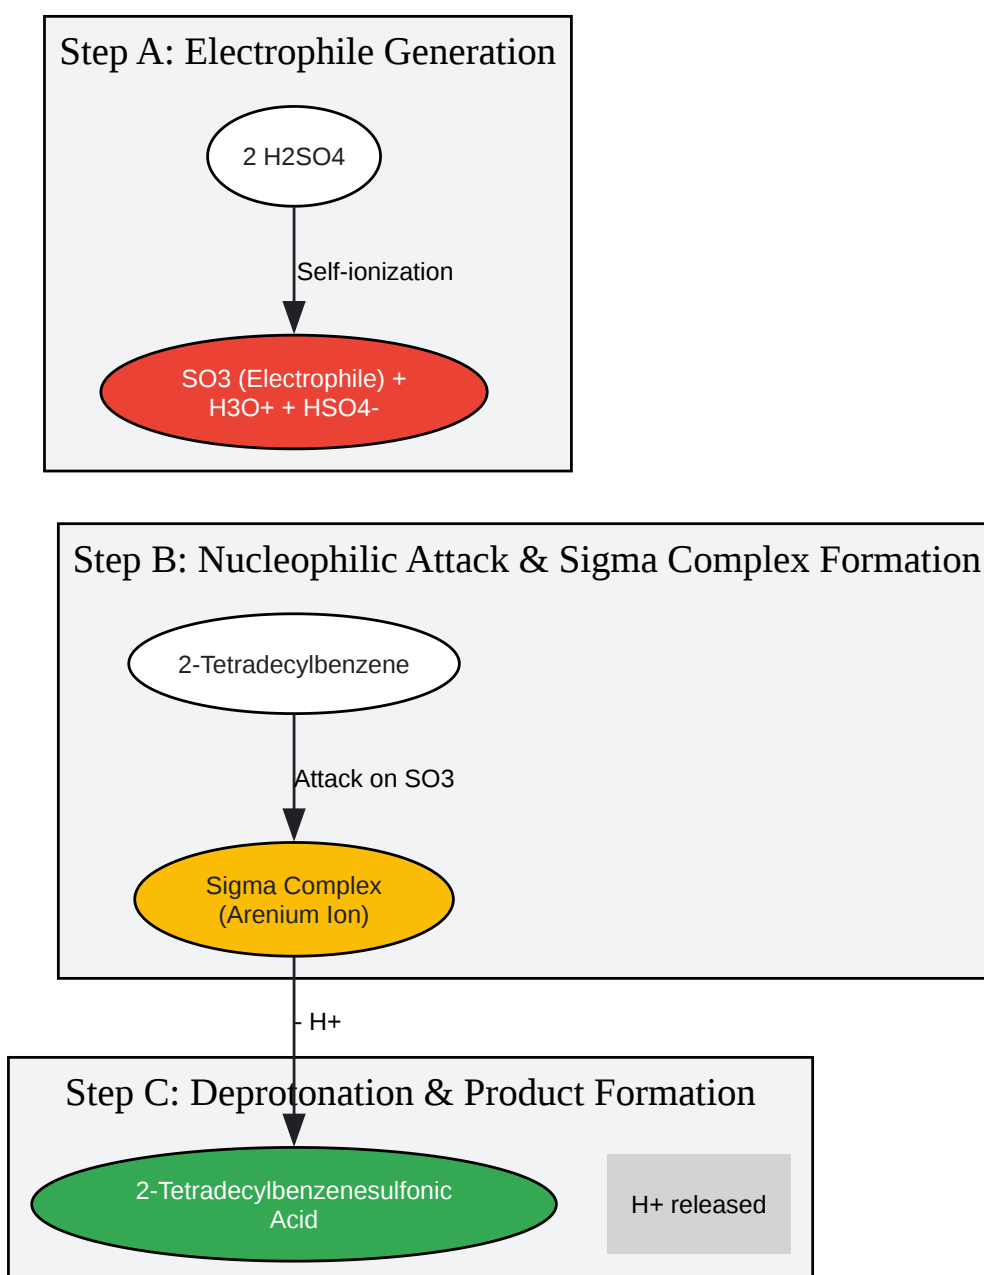 Step A: Electrophile Generation
2 H2SO4
Self-ionization
SO3 (Electrophile) +
H3O+ + HSO4-
Step B: Nucleophilic Attack & Sigma Complex Formation
2-Tetradecylbenzene
Attack on SO3
Sigma Complex
(Arenium Ion)
- H+
Step C: Deprotonation & Product Formation
2-Tetradecylbenzenesulfonic
Acid
H+ released